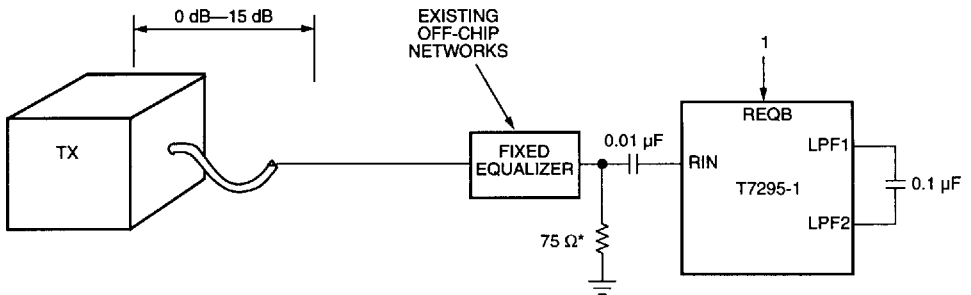 0 dB—15 dB
EXISTING
OFF-CHIP
NETWORKS
1
TX
FIXED
EQUALIZER
0.01 μF
REQB
RIN
LPF1
T7295-1
0.1 μF
LPF2
75 Ω*